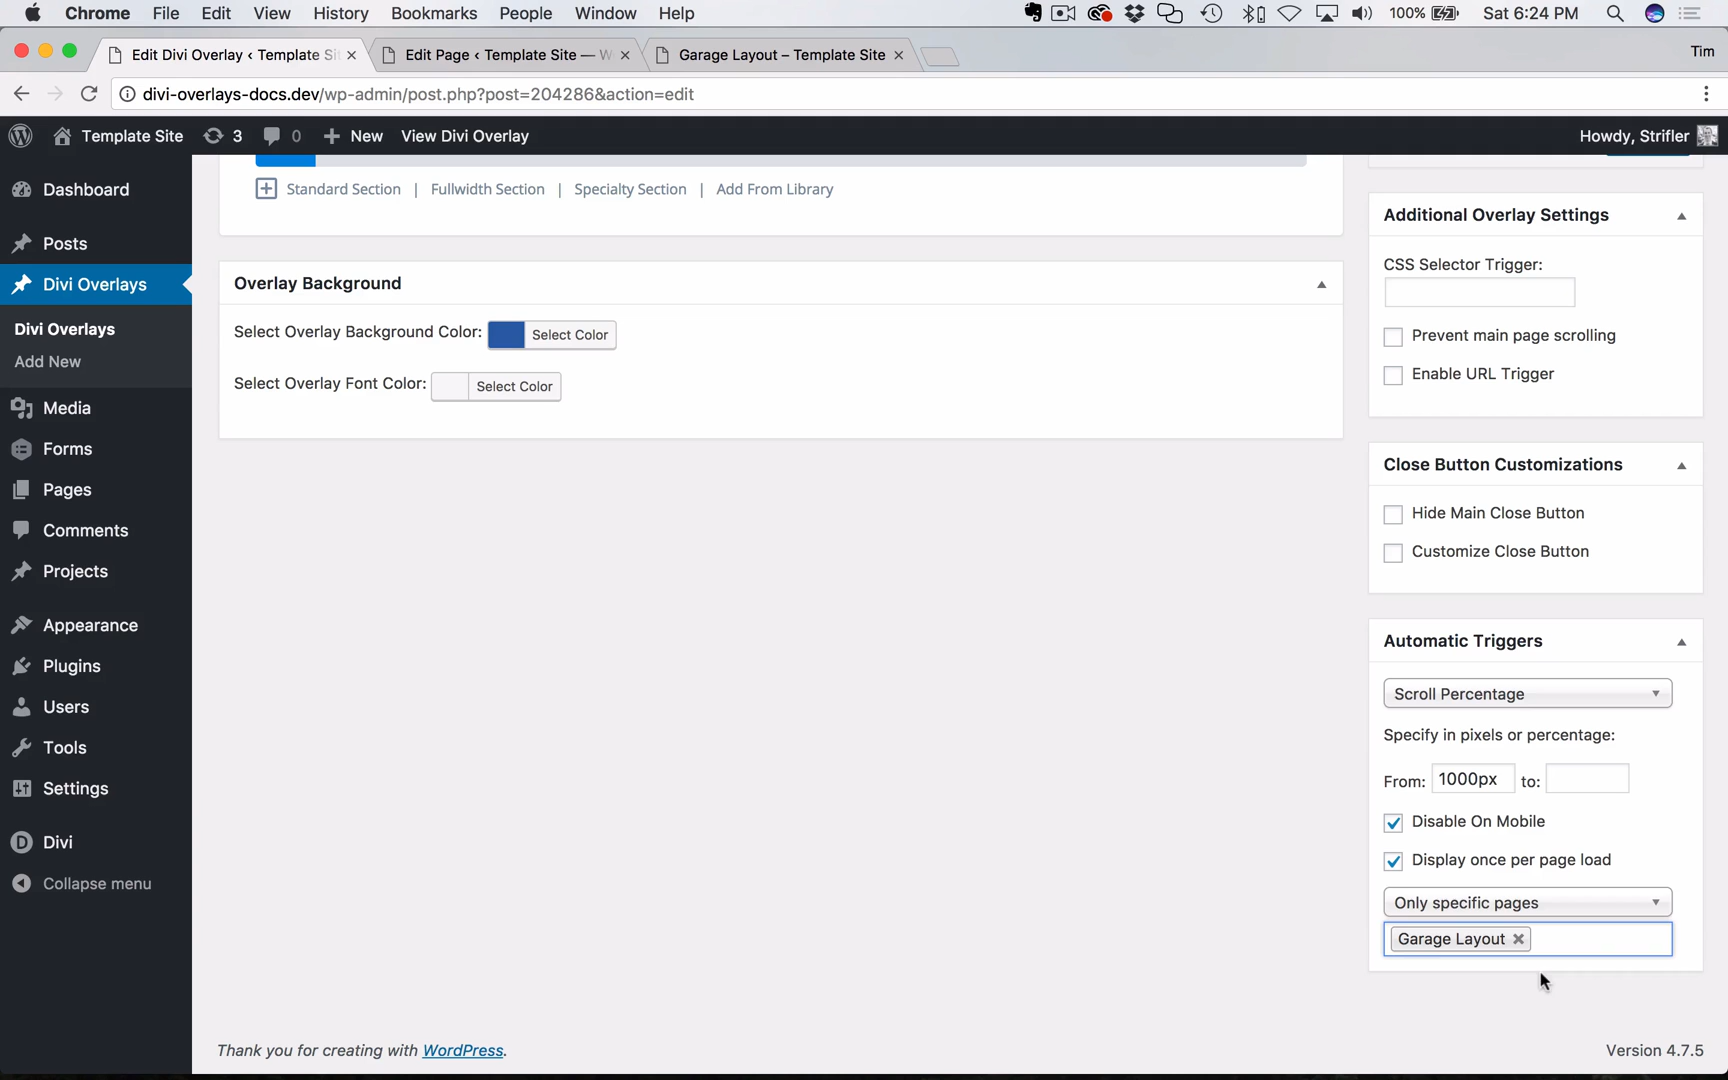 Chrome File Edit View History Bookmarks People Window Help 100% Sat 6:24 PM
Edit Divi Overlay ‹ Template Si × Edit Page ‹ Template Site — W × Garage Layout – Template Site × Tim
divi-overlays-docs.dev/wp-admin/post.php?post=204286&action=edit
Template Site 3 0 New View Divi Overlay Howdy, Strifler
Dashboard
Posts
Divi Overlays
Divi Overlays
Add New
Media
Forms
Pages
Comments
Projects
Appearance
Plugins
Users
Tools
Settings
Divi
Collapse menu
Standard Section | Fullwidth Section | Specialty Section | Add From Library
Overlay Background
Select Overlay Background Color: Select Color
Select Overlay Font Color: Select Color
Additional Overlay Settings
CSS Selector Trigger:
Prevent main page scrolling
Enable URL Trigger
Close Button Customizations
Hide Main Close Button
Customize Close Button
Automatic Triggers
Scroll Percentage
Specify in pixels or percentage:
From: 1000px to:
Disable On Mobile
Display once per page load
Only specific pages
Garage Layout ×
Thank you for creating with WordPress. Version 4.7.5